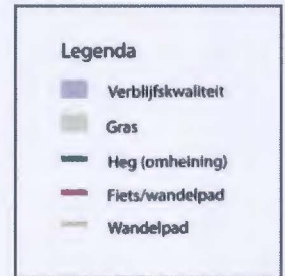 Legenda
Verblijfskwaliteit
Gras
Heg (omheining)
Fiets/wandelpad
Wandelpad